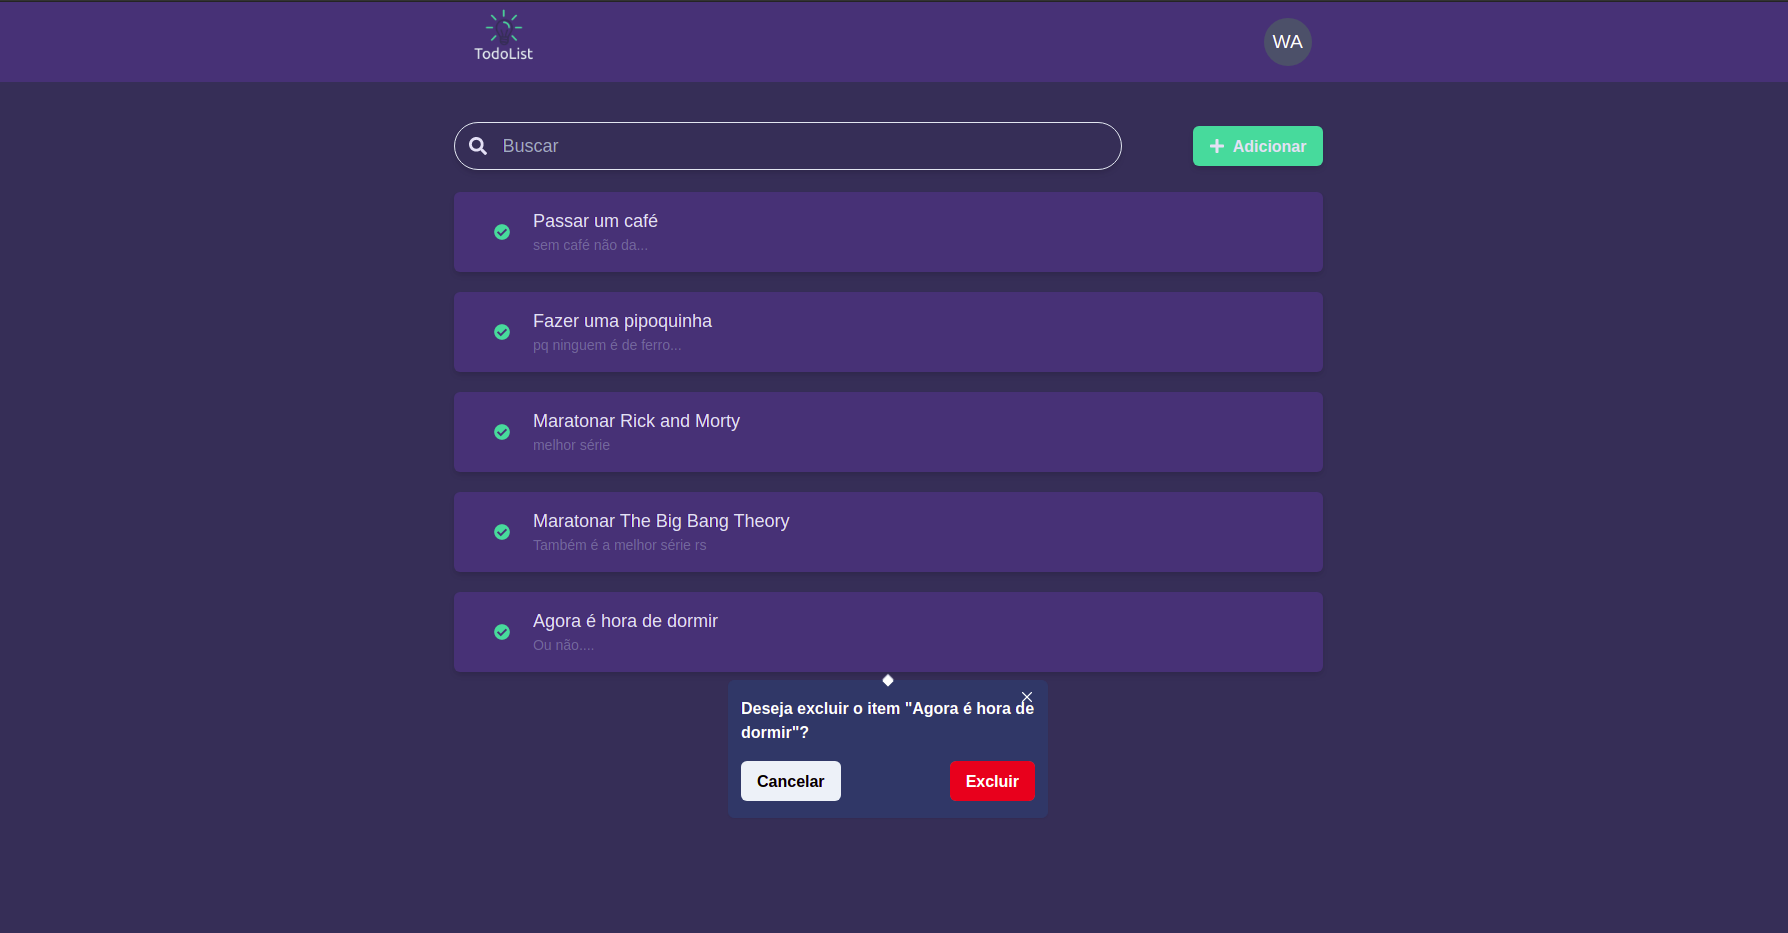 TodoList
WA
Buscar
Adicionar
Passar um café
sem café não da...
Fazer uma pipoquinha
pq ninguem é de ferro...
Maratonar Rick and Morty
melhor série
Maratonar The Big Bang Theory
Também é a melhor série rs
Agora é hora de dormir
Ou não....
Deseja excluir o item "Agora é hora de
dormir"?
Cancelar
Excluir